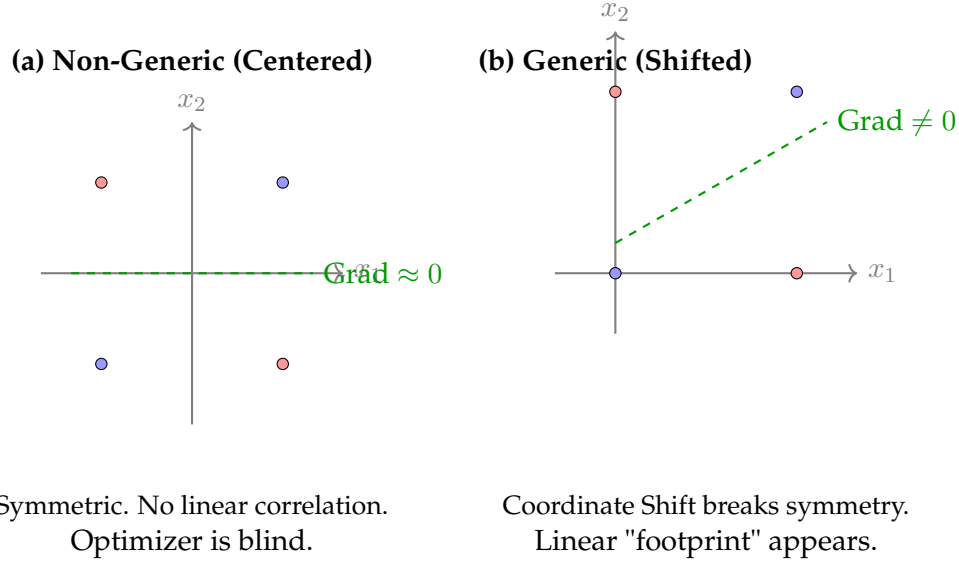 (a) Non-Generic (Centered)
x₂
Grad ≈ 0
x₁
Symmetric. No linear correlation.
Optimizer is blind.
(b) Generic (Shifted)
x₂
Grad ≠ 0
x₁
Coordinate Shift breaks symmetry.
Linear "footprint" appears.